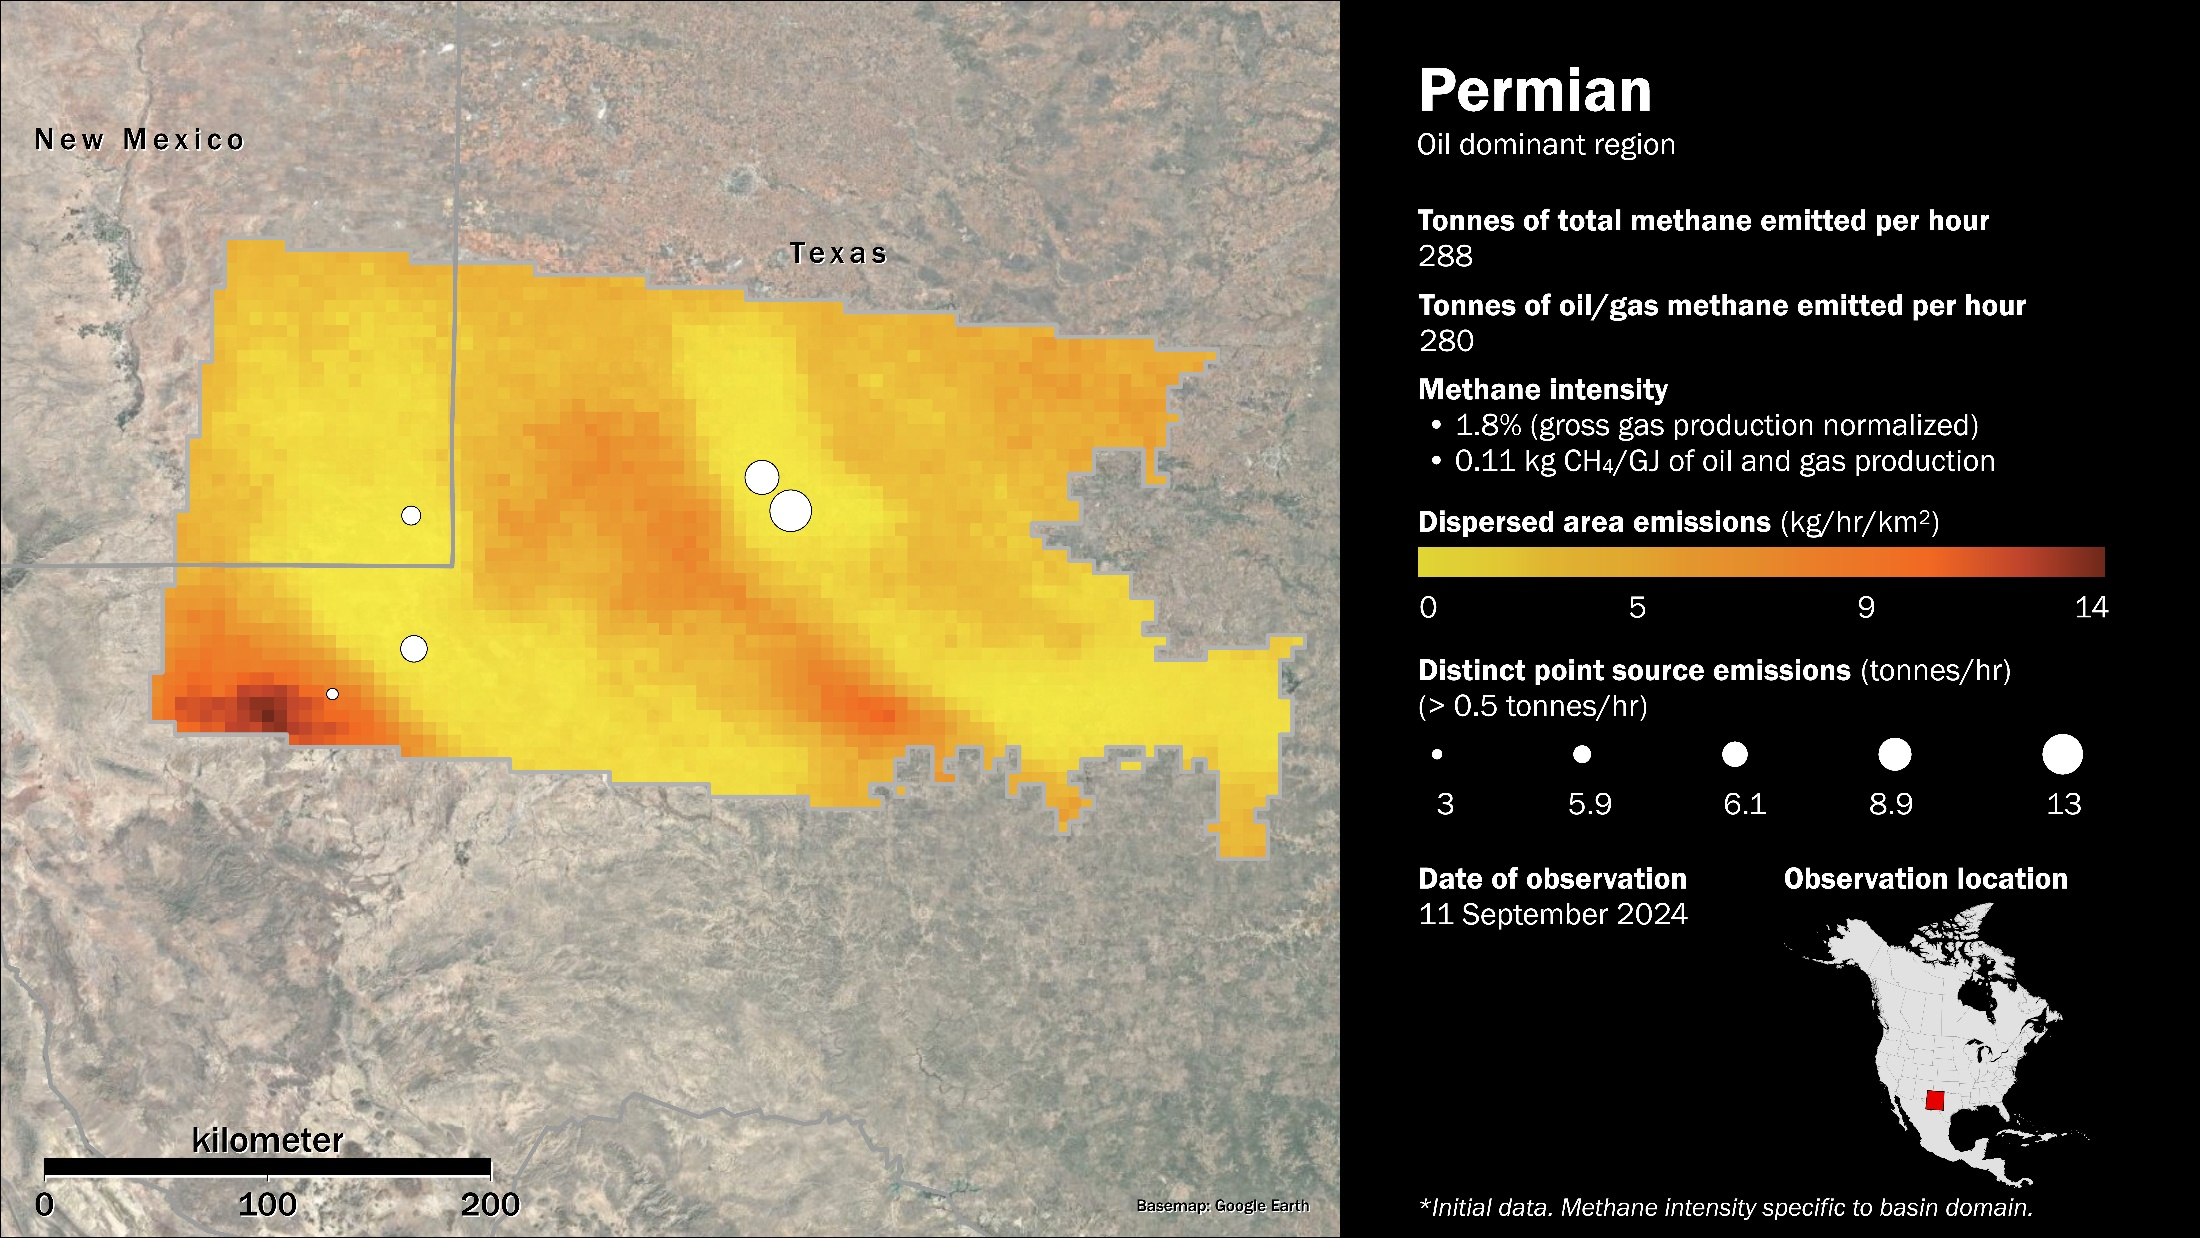 New Mexico
Texas
kilometer
0 100 200
Basemap: Google Earth
Permian
Oil dominant region
Tonnes of total methane emitted per hour
288
Tonnes of oil/gas methane emitted per hour
280
Methane intensity
• 1.8% (gross gas production normalized)
• 0.11 kg CH₄/GJ of oil and gas production
Dispersed area emissions (kg/hr/km²)
0 5 9 14
Distinct point source emissions (tonnes/hr)
(> 0.5 tonnes/hr)
3 5.9 6.1 8.9 13
Date of observation
11 September 2024
Observation location
*Initial data. Methane intensity specific to basin domain.